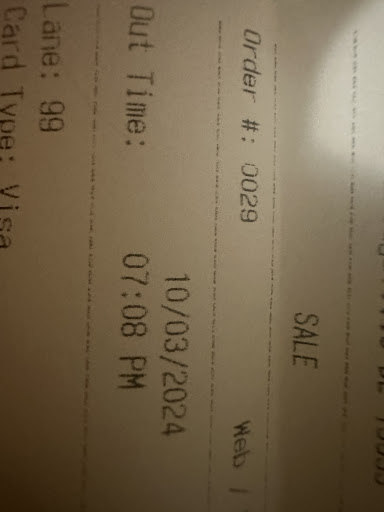 SALE
Order #: 0029 Web
10/03/2024
Out Time: 07:08 PM
Lane: 99
Card Type: Visa